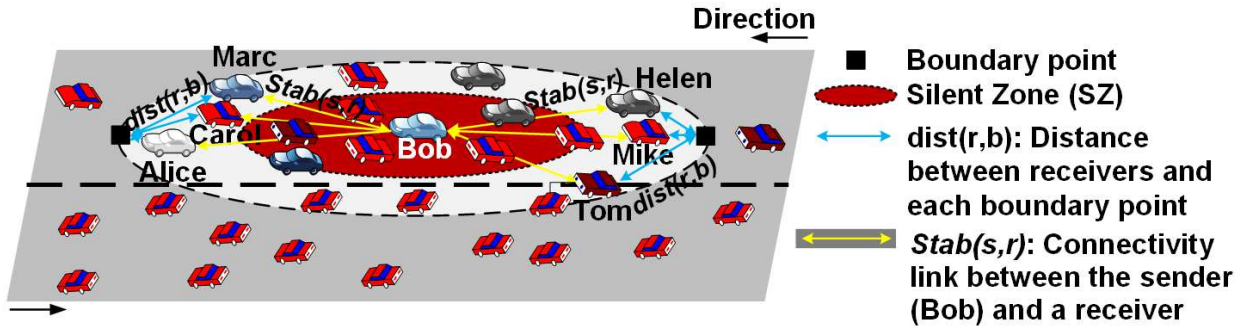 Direction
Marc
Helen
dist(r,b)
Stab(s,r)
Stab(s,r)
Carol
Bob
Mike
Alice
Tom
dist(r,b)
Boundary point
Silent Zone (SZ)
dist(r,b): Distance
between receivers and
each boundary point
Stab(s,r): Connectivity
link between the sender
(Bob) and a receiver